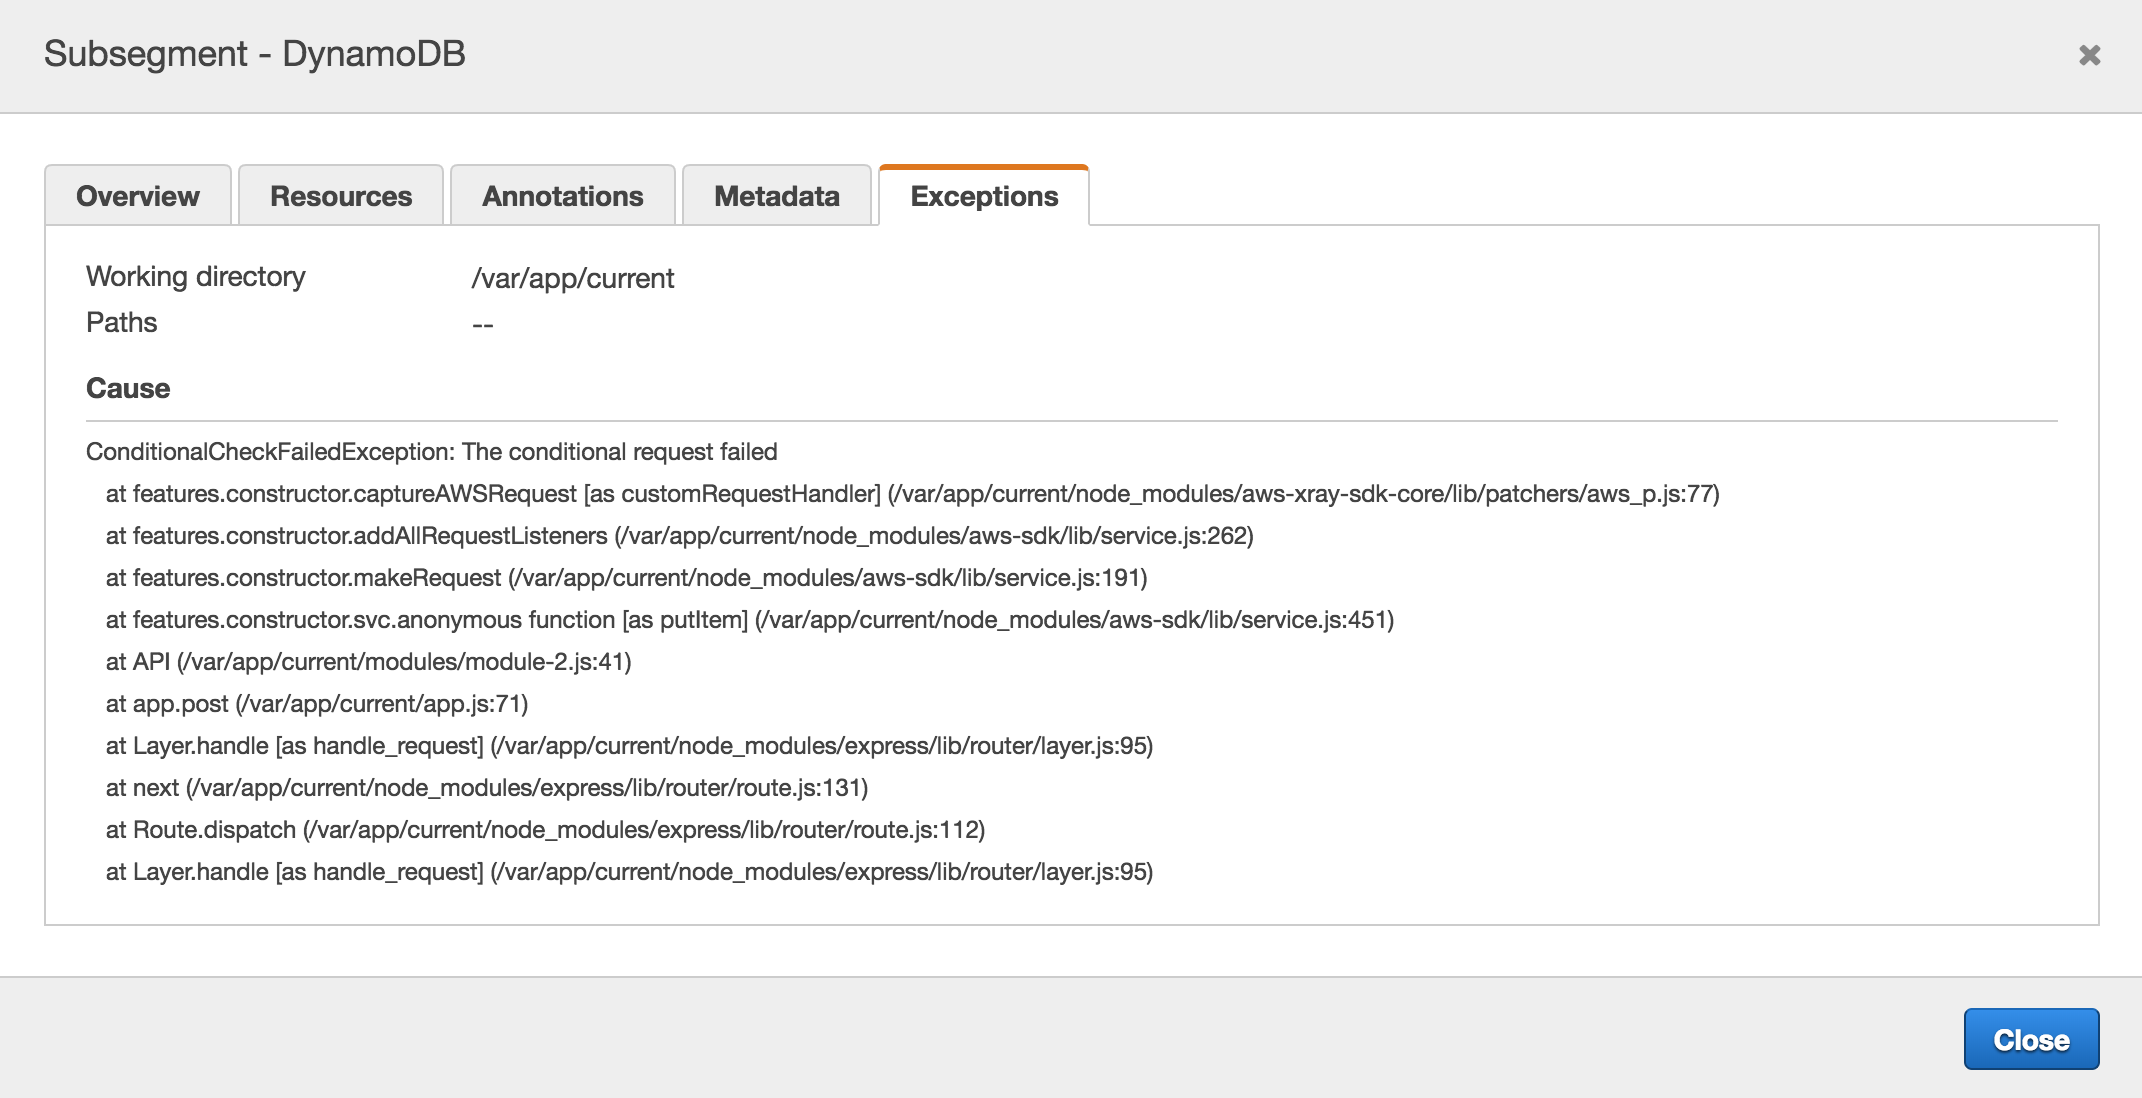 Subsegment - DynamoDB
Overview Resources Annotations Metadata Exceptions
Working directory /var/app/current
Paths --
Cause
ConditionalCheckFailedException: The conditional request failed
at features.constructor.captureAWSRequest [as customRequestHandler] (/var/app/current/node_modules/aws-xray-sdk-core/lib/patchers/aws_p.js:77)
at features.constructor.addAllRequestListeners (/var/app/current/node_modules/aws-sdk/lib/service.js:262)
at features.constructor.makeRequest (/var/app/current/node_modules/aws-sdk/lib/service.js:191)
at features.constructor.svc.anonymous function [as putItem] (/var/app/current/node_modules/aws-sdk/lib/service.js:451)
at API (/var/app/current/modules/module-2.js:41)
at app.post (/var/app/current/app.js:71)
at Layer.handle [as handle_request] (/var/app/current/node_modules/express/lib/router/layer.js:95)
at next (/var/app/current/node_modules/express/lib/router/route.js:131)
at Route.dispatch (/var/app/current/node_modules/express/lib/router/route.js:112)
at Layer.handle [as handle_request] (/var/app/current/node_modules/express/lib/router/layer.js:95)
Close